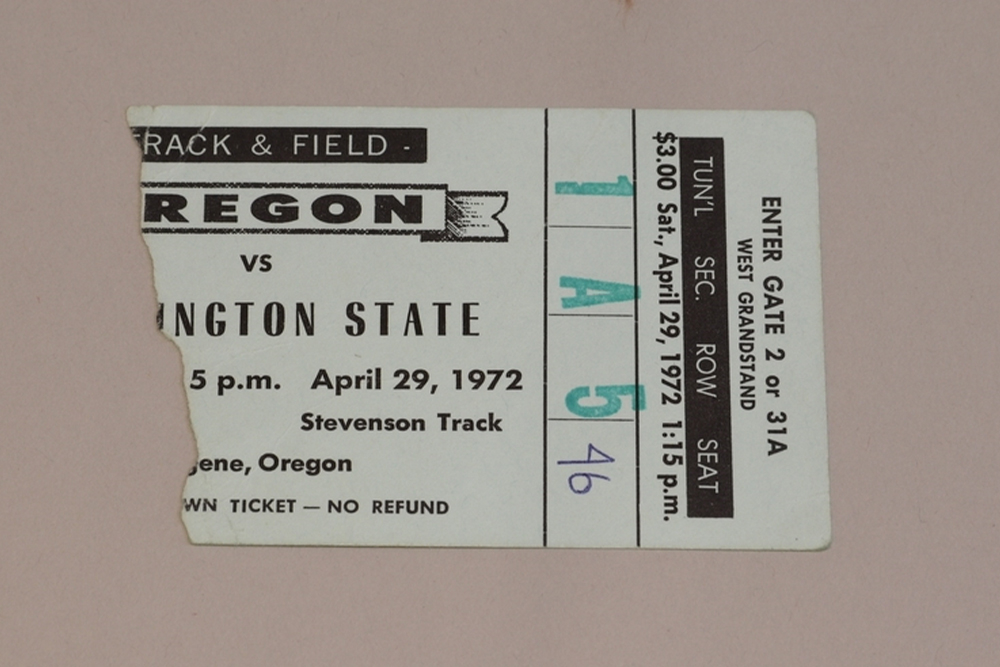 TRACK & FIELD -
REGON
VS
INGTON STATE
5 p.m. April 29, 1972
Stevenson Track
gene, Oregon
WN TICKET — NO REFUND
1
A
5
46
$3.00 Sat., April 29, 1972 1:15 p.m.
TUN'L SEC. ROW SEAT
WEST GRANDSTAND
ENTER GATE 2 or 31A